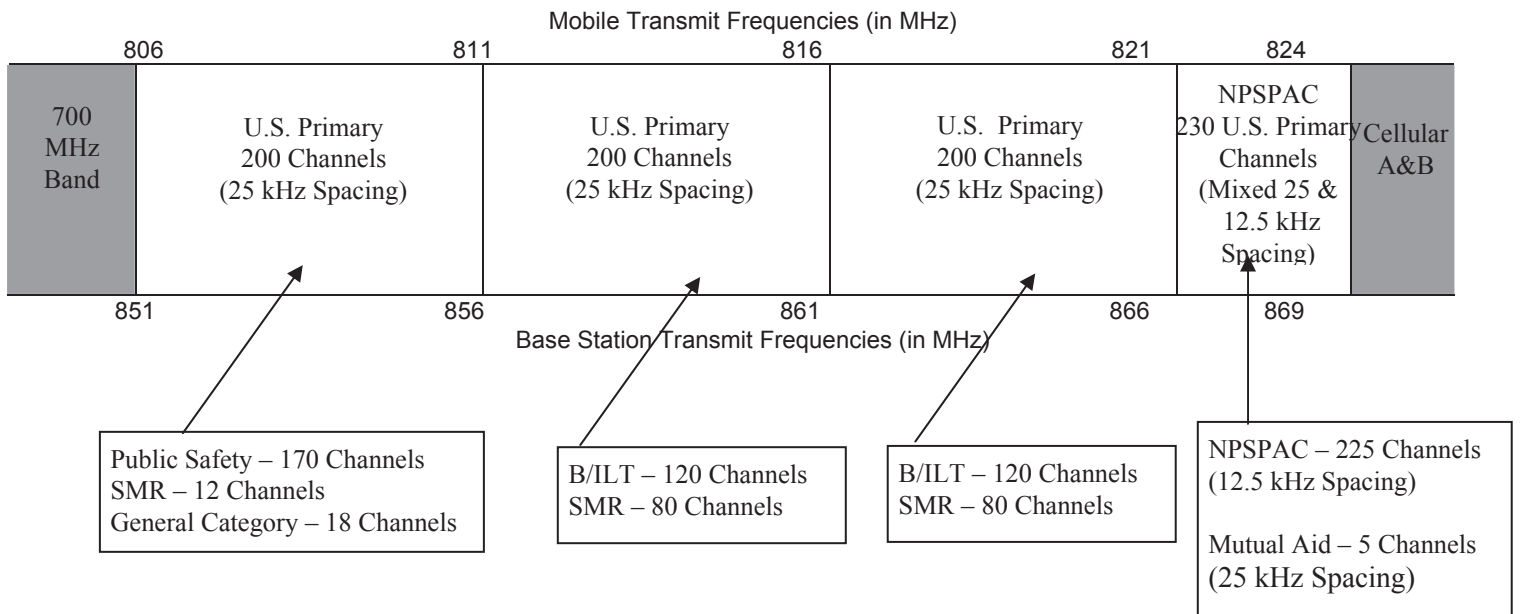 Mobile Transmit Frequencies (in MHz)
806 811 816 821 824
700
MHz
Band
U.S. Primary
200 Channels
(25 kHz Spacing)
U.S. Primary
200 Channels
(25 kHz Spacing)
U.S. Primary
200 Channels
(25 kHz Spacing)
NPSPAC
230 U.S. Primary
Channels
(Mixed 25 &
12.5 kHz
Spacing)
Cellular
A&B
851 856 861 866 869
Base Station Transmit Frequencies (in MHz)
Public Safety – 170 Channels
SMR – 12 Channels
General Category – 18 Channels
B/ILT – 120 Channels
SMR – 80 Channels
B/ILT – 120 Channels
SMR – 80 Channels
NPSPAC – 225 Channels
(12.5 kHz Spacing)
Mutual Aid – 5 Channels
(25 kHz Spacing)